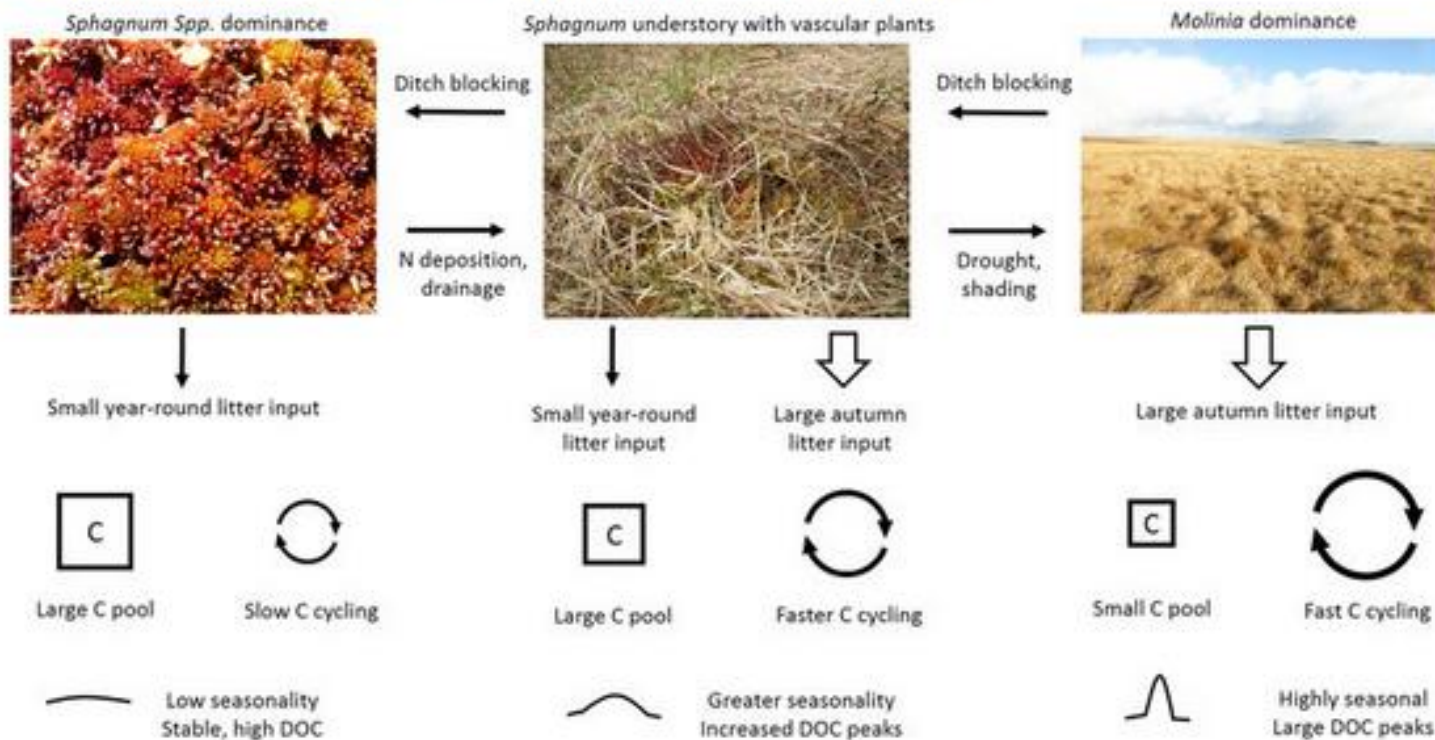 Sphagnum Spp. dominance
Sphagnum understory with vascular plants
Molinia dominance
Ditch blocking
Ditch blocking
N deposition,
drainage
Drought,
shading
Small year-round litter input
Small year-round
litter input
Large autumn
litter input
Large autumn litter input
C
C
C
Large C pool
Slow C cycling
Large C pool
Faster C cycling
Small C pool
Fast C cycling
Low seasonality
Stable, high DOC
Greater seasonality
Increased DOC peaks
Highly seasonal
Large DOC peaks